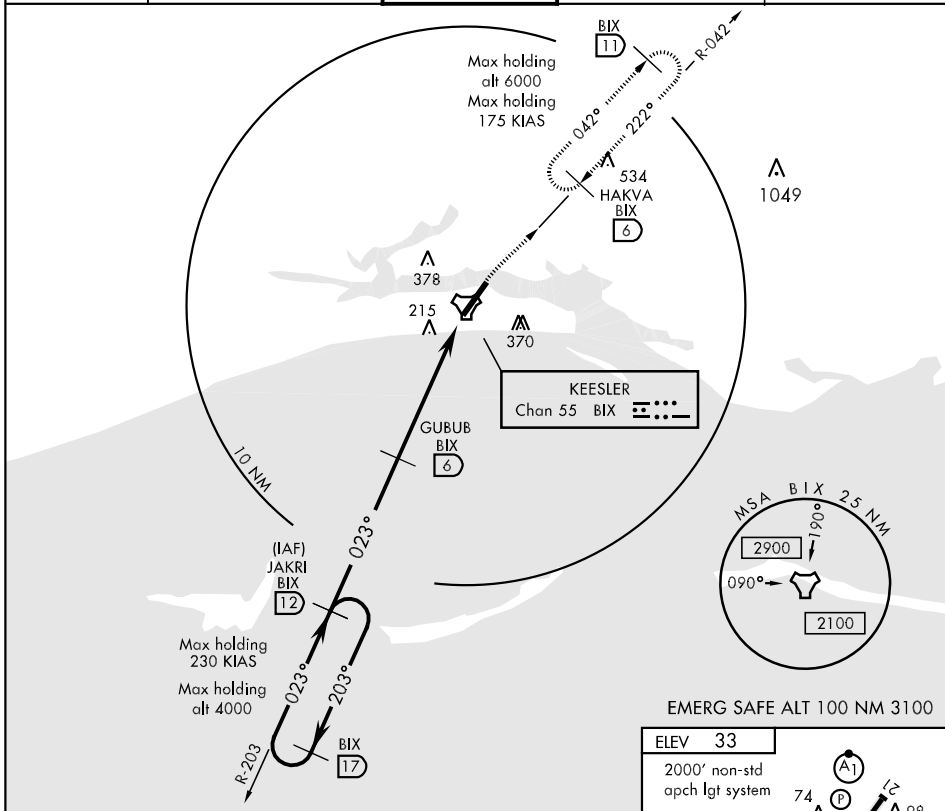 BIX
11
R-042
Max holding
alt 6000
Max holding
175 KIAS
042°
222°
534
HAKVA
BIX
6
1049
378
215
370
KEESLER
Chan 55 BIX
GUBUB
BIX
6
10 NM
023°
(IAF)
JAKRI
BIX
12
MSA BIX 25 NM
190°
2900
090°
2100
Max holding
230 KIAS
Max holding
alt 4000
023°
203°
R-203
BIX
17
EMERG SAFE ALT 100 NM 3100
ELEV 33
2000' non-std
apch lgt system
A1
21
74
P